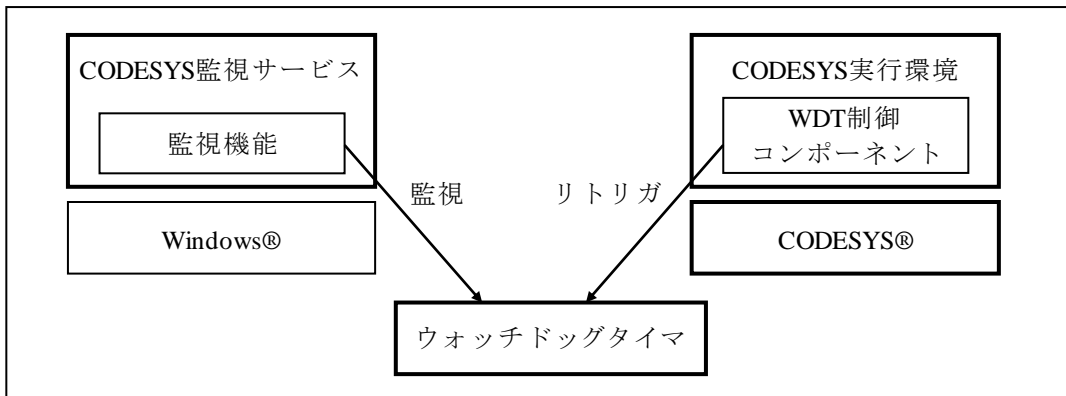 CODESYS監視サービス
監視機能
Windows®
CODESYS実行環境
WDT制御
コンポーネント
CODESYS®
監視
リトリガ
ウォッチドッグタイマ